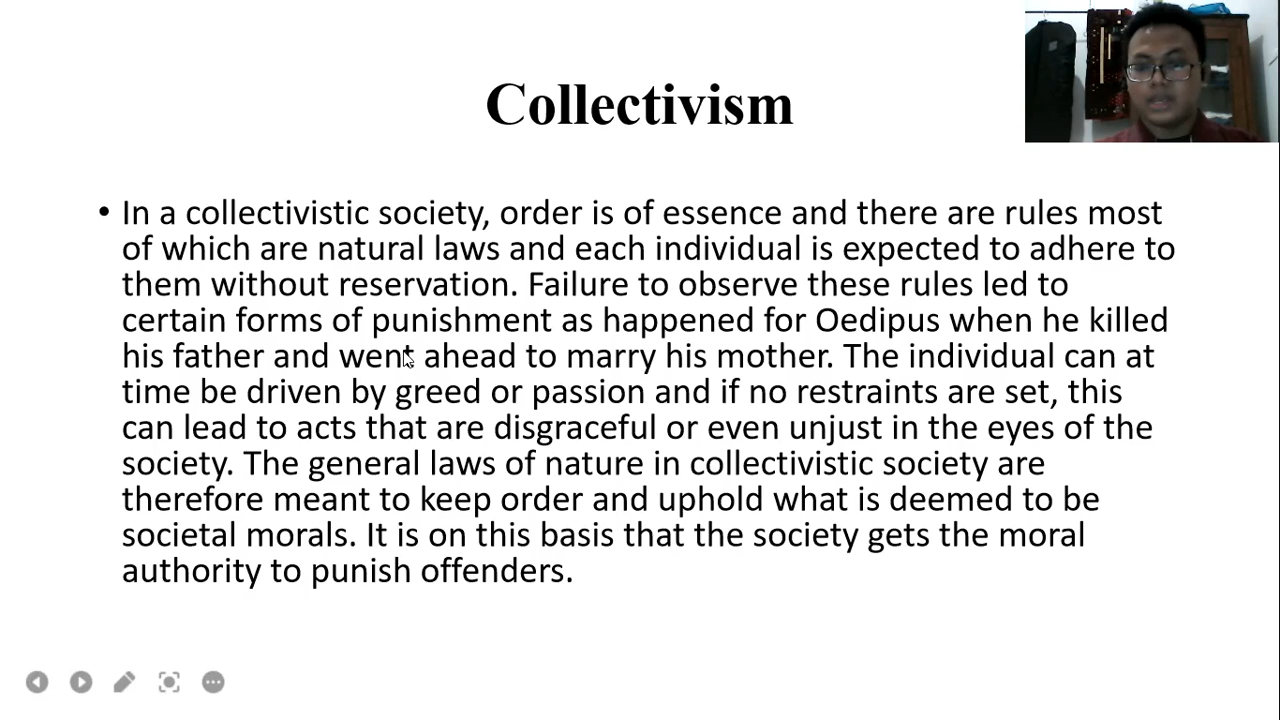 Collectivism
• In a collectivistic society, order is of essence and there are rules most
of which are natural laws and each individual is expected to adhere to
them without reservation. Failure to observe these rules led to
certain forms of punishment as happened for Oedipus when he killed
his father and went ahead to marry his mother. The individual can at
time be driven by greed or passion and if no restraints are set, this
can lead to acts that are disgraceful or even unjust in the eyes of the
society. The general laws of nature in collectivistic society are
therefore meant to keep order and uphold what is deemed to be
societal morals. It is on this basis that the society gets the moral
authority to punish offenders.